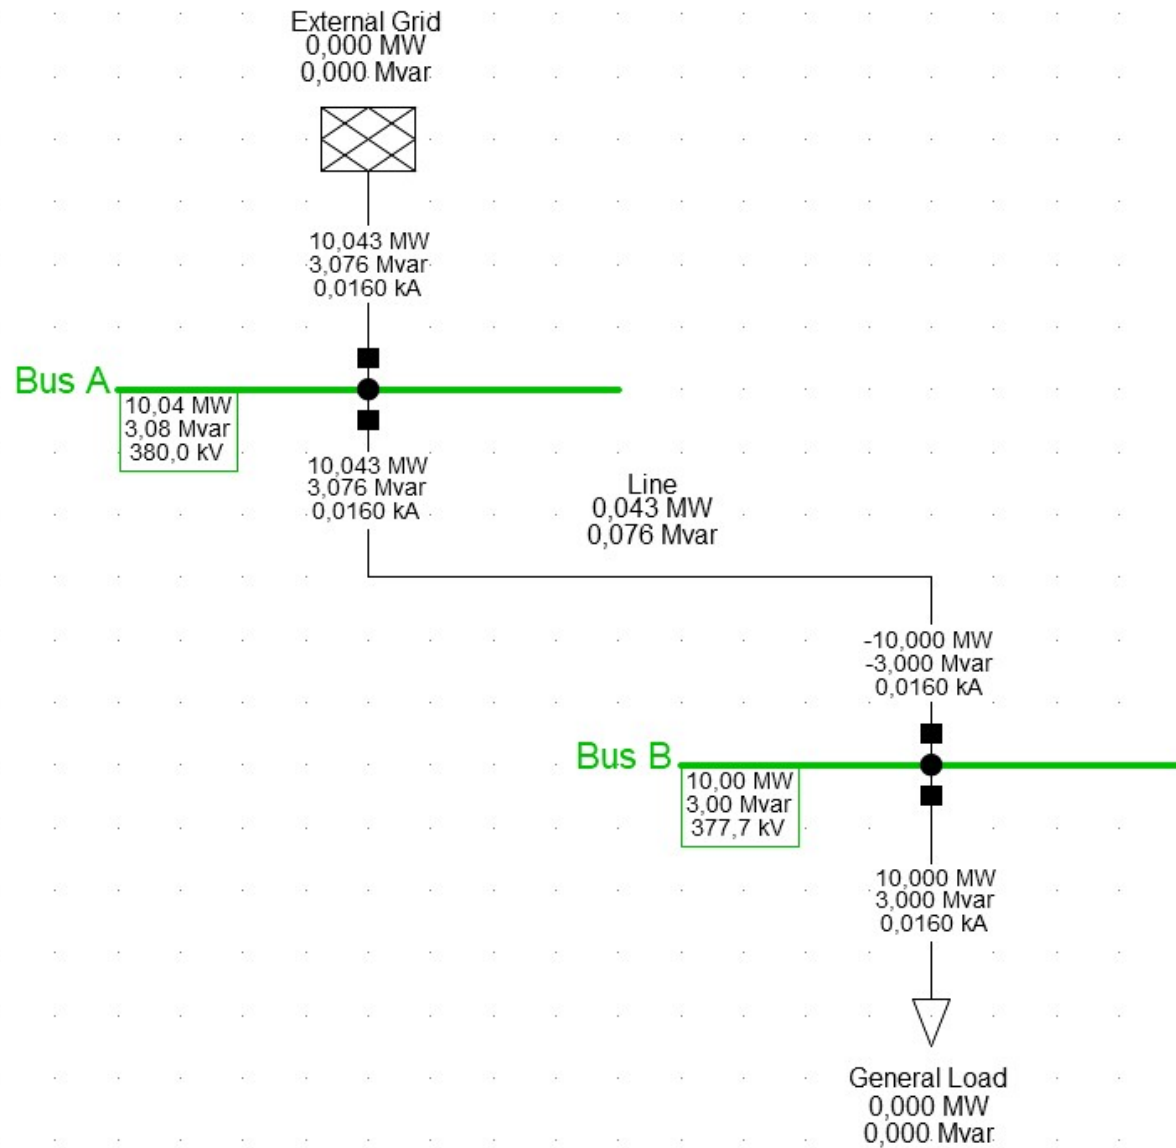 External Grid
0,000 MW
0,000 Mvar
10,043 MW
3,076 Mvar
0,0160 kA
Bus A
10,04 MW
3,08 Mvar
380,0 kV
10,043 MW
3,076 Mvar
0,0160 kA
Line
0,043 MW
0,076 Mvar
-10,000 MW
-3,000 Mvar
0,0160 kA
Bus B
10,00 MW
3,00 Mvar
377,7 kV
10,000 MW
3,000 Mvar
0,0160 kA
General Load
0,000 MW
0,000 Mvar